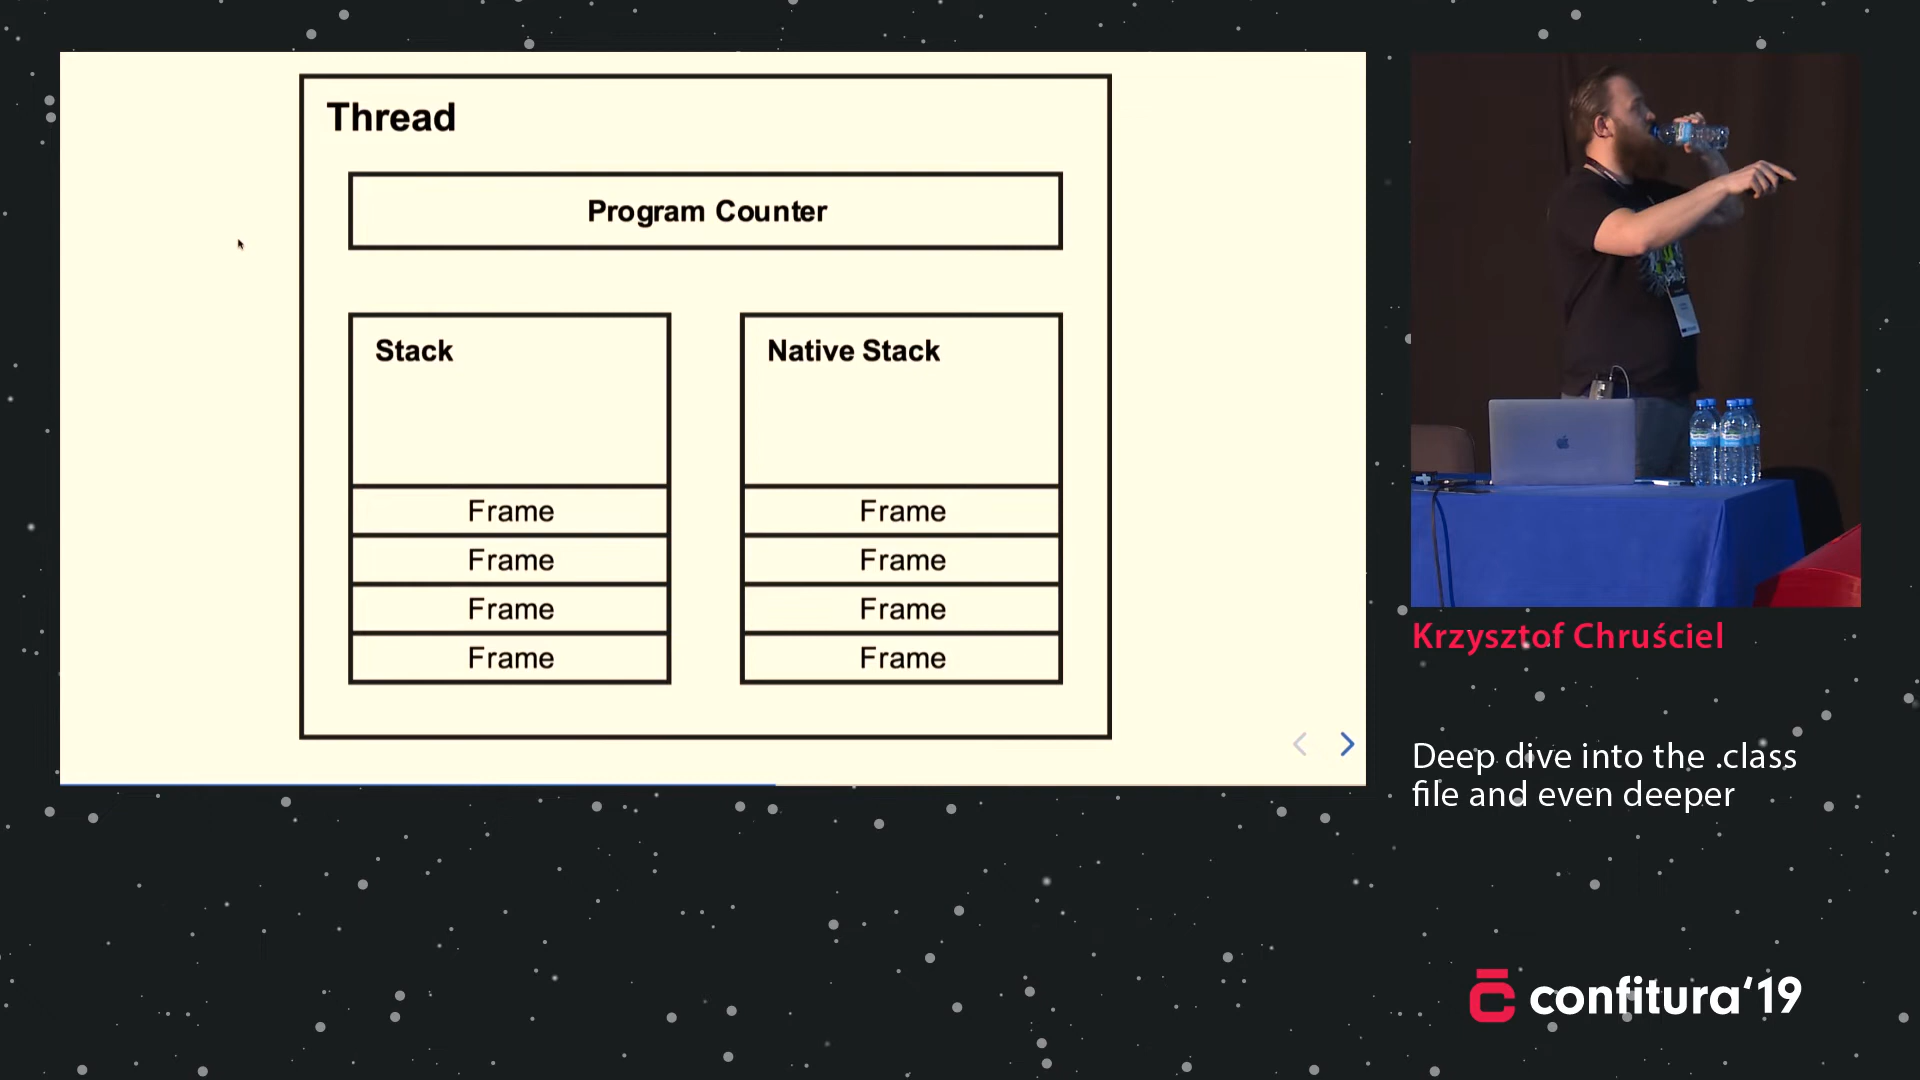 Thread
Program Counter
Stack
Native Stack
Frame
Frame
Frame
Frame
Frame
Frame
Frame
Frame
Krzysztof Chruściel
Deep dive into the .class
file and even deeper
confitura‘19